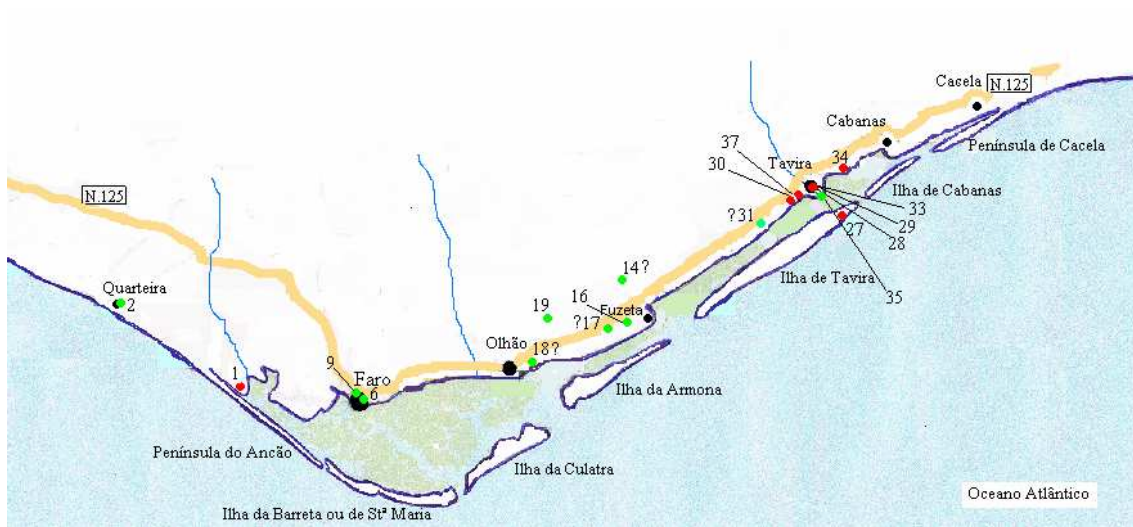 Cacela
N.125
Cabanas
37
Península de Cacela
Tavira
34
30
Ilha de Cabanas
33
?31
29
27
28
Ilha de Tavira
N.125
14?
35
Quarteira
2
16
19
Fuzeta
?17
Olhão
18?
1
9
Faro
6
Ilha da Armona
Península do Ancão
Ilha da Culatra
Oceano Atlântico
Ilha da Barreta ou de Stª Maria